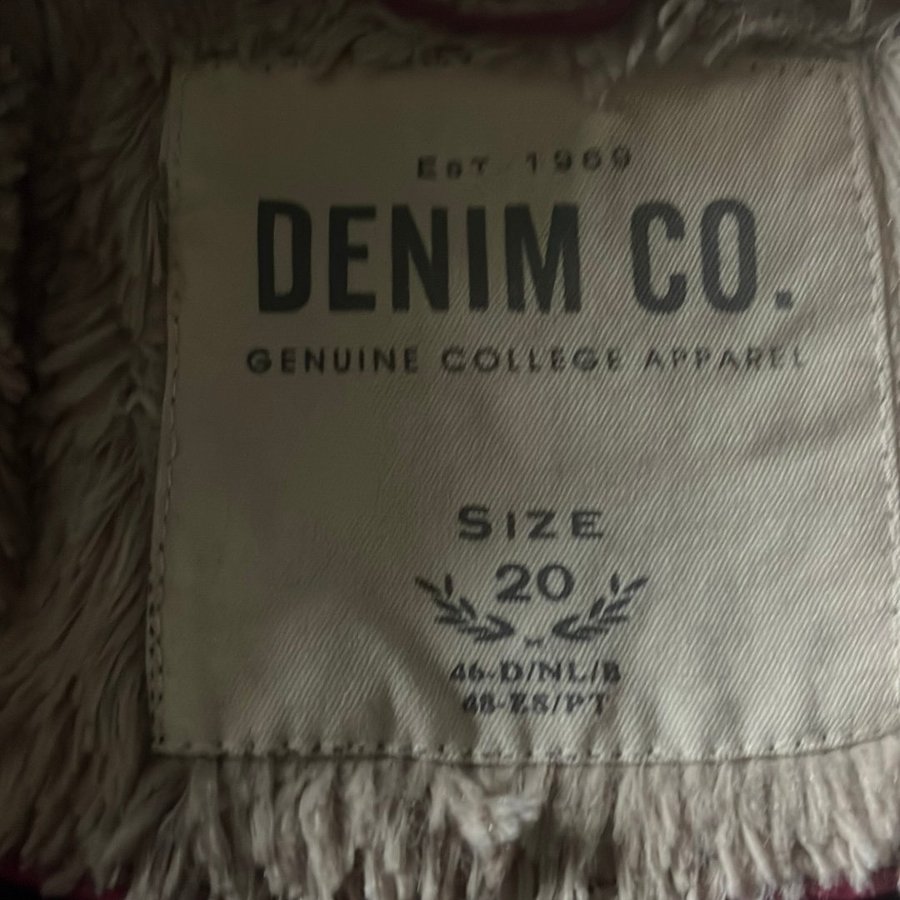 EST 1969
DENIM CO.
GENUINE COLLEGE APPAREL
SIZE
20
46-D/NL/B
48-ES/PT